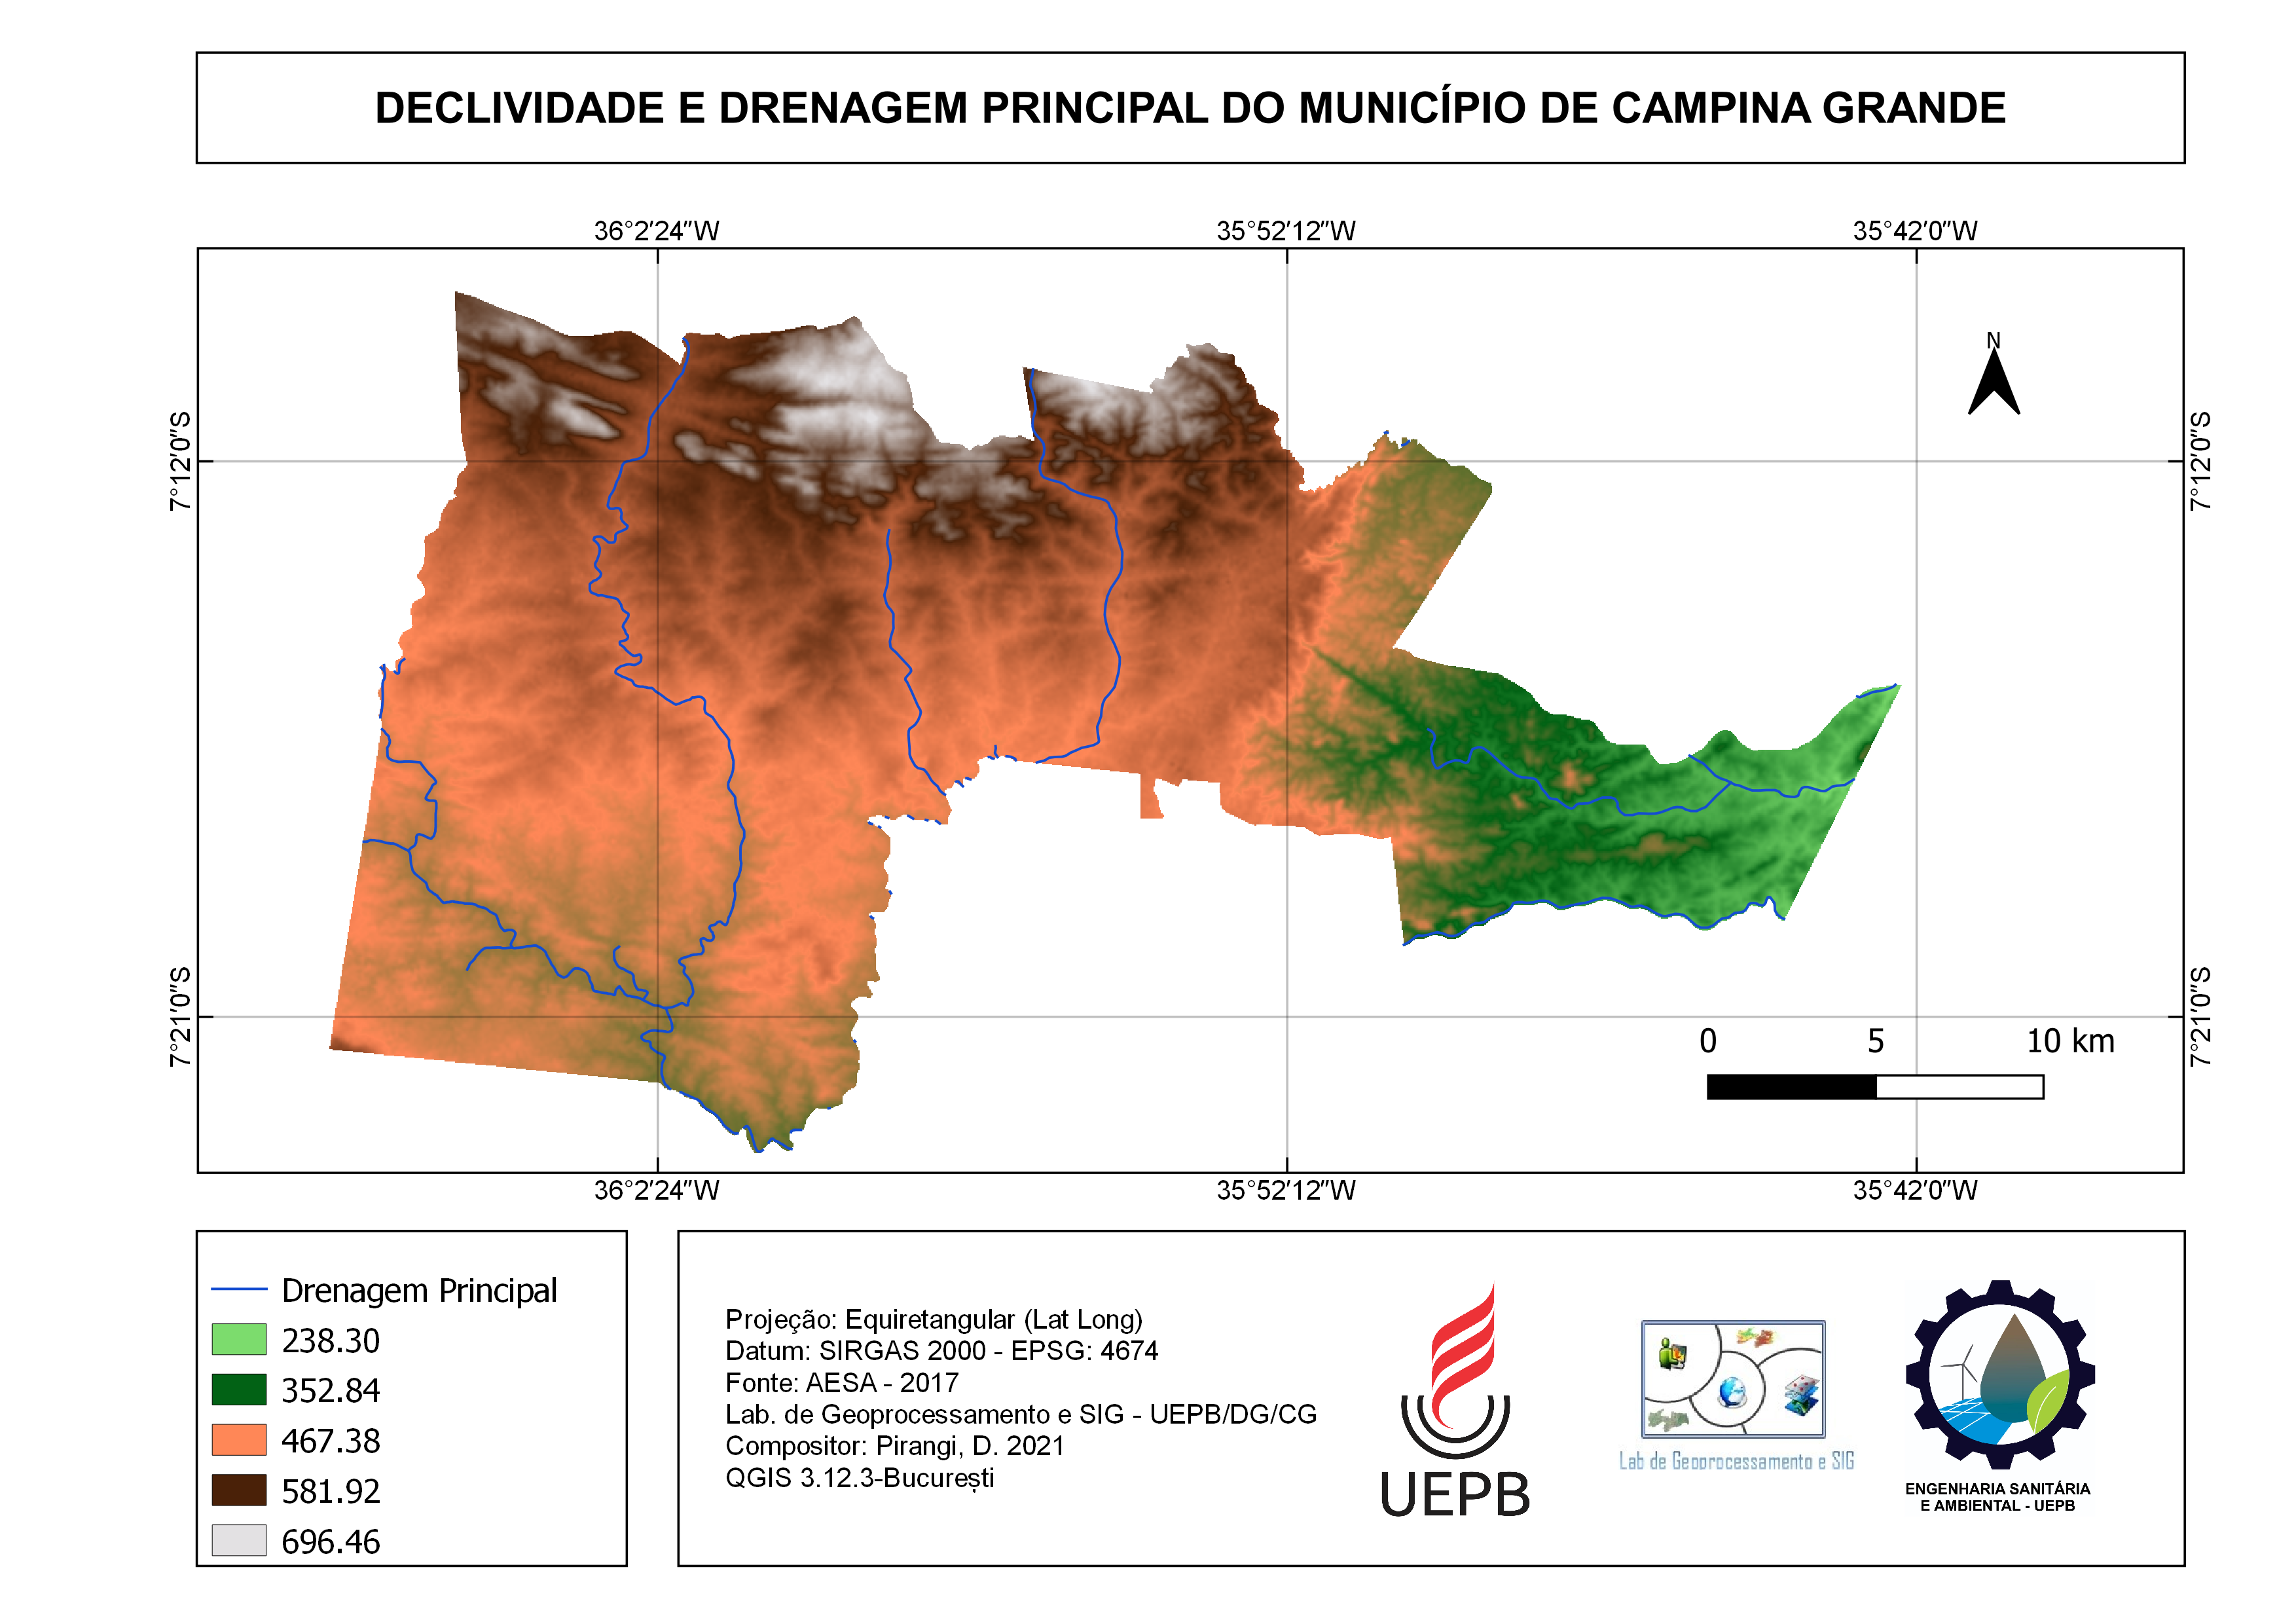 DECLIVIDADE E DRENAGEM PRINCIPAL DO MUNICÍPIO DE CAMPINA GRANDE
36°2′24″W 35°52′12″W 35°42′0″W
N
7°12′0″S 7°12′0″S
7°21′0″S 7°21′0″S
0 5 10 km
36°2′24″W 35°52′12″W 35°42′0″W
Drenagem Principal
238.30
352.84
467.38
581.92
696.46
Projeção: Equiretangular (Lat Long)
Datum: SIRGAS 2000 - EPSG: 4674
Fonte: AESA - 2017
Lab. de Geoprocessamento e SIG - UEPB/DG/CG
Compositor: Pirangi, D. 2021
QGIS 3.12.3-București
UEPB
Lab de Geoprocessamento e SIG
ENGENHARIA SANITÁRIA
E AMBIENTAL - UEPB